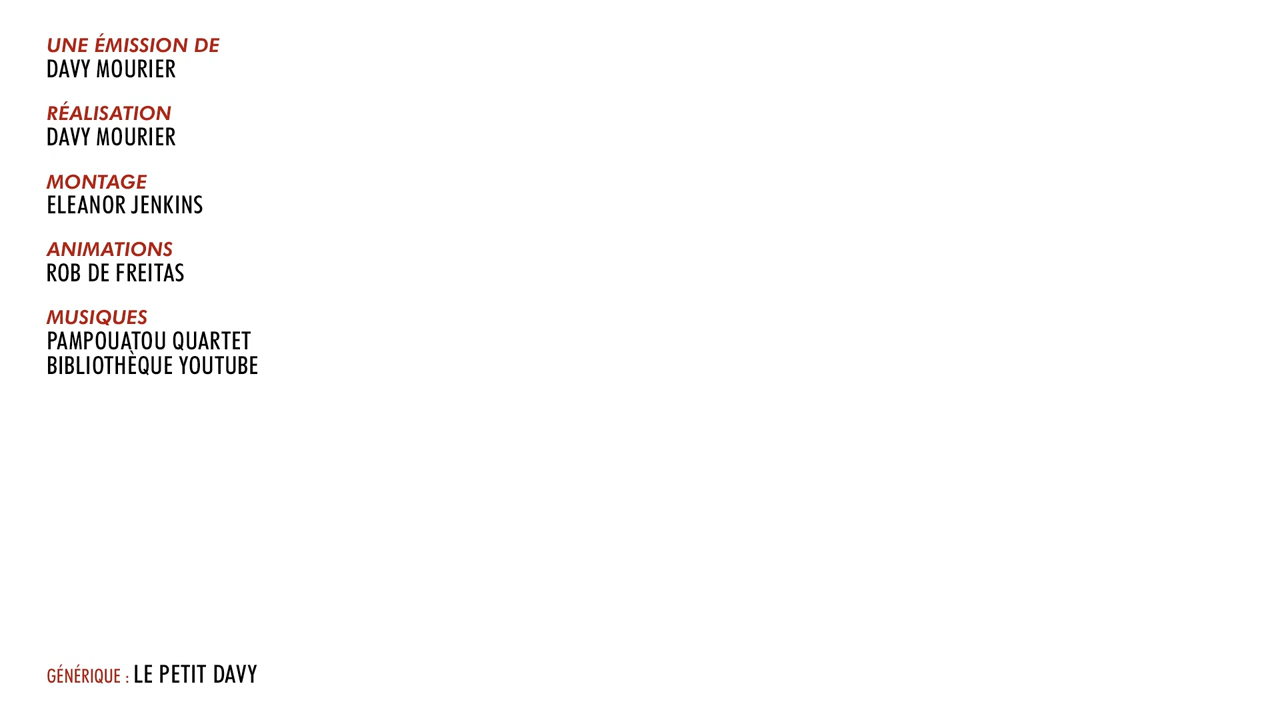 UNE ÉMISSION DE
DAVY MOURIER
RÉALISATION
DAVY MOURIER
MONTAGE
ELEANOR JENKINS
ANIMATIONS
ROB DE FREITAS
MUSIQUES
PAMPOUATOU QUARTET
BIBLIOTHÈQUE YOUTUBE
GÉNÉRIQUE : LE PETIT DAVY